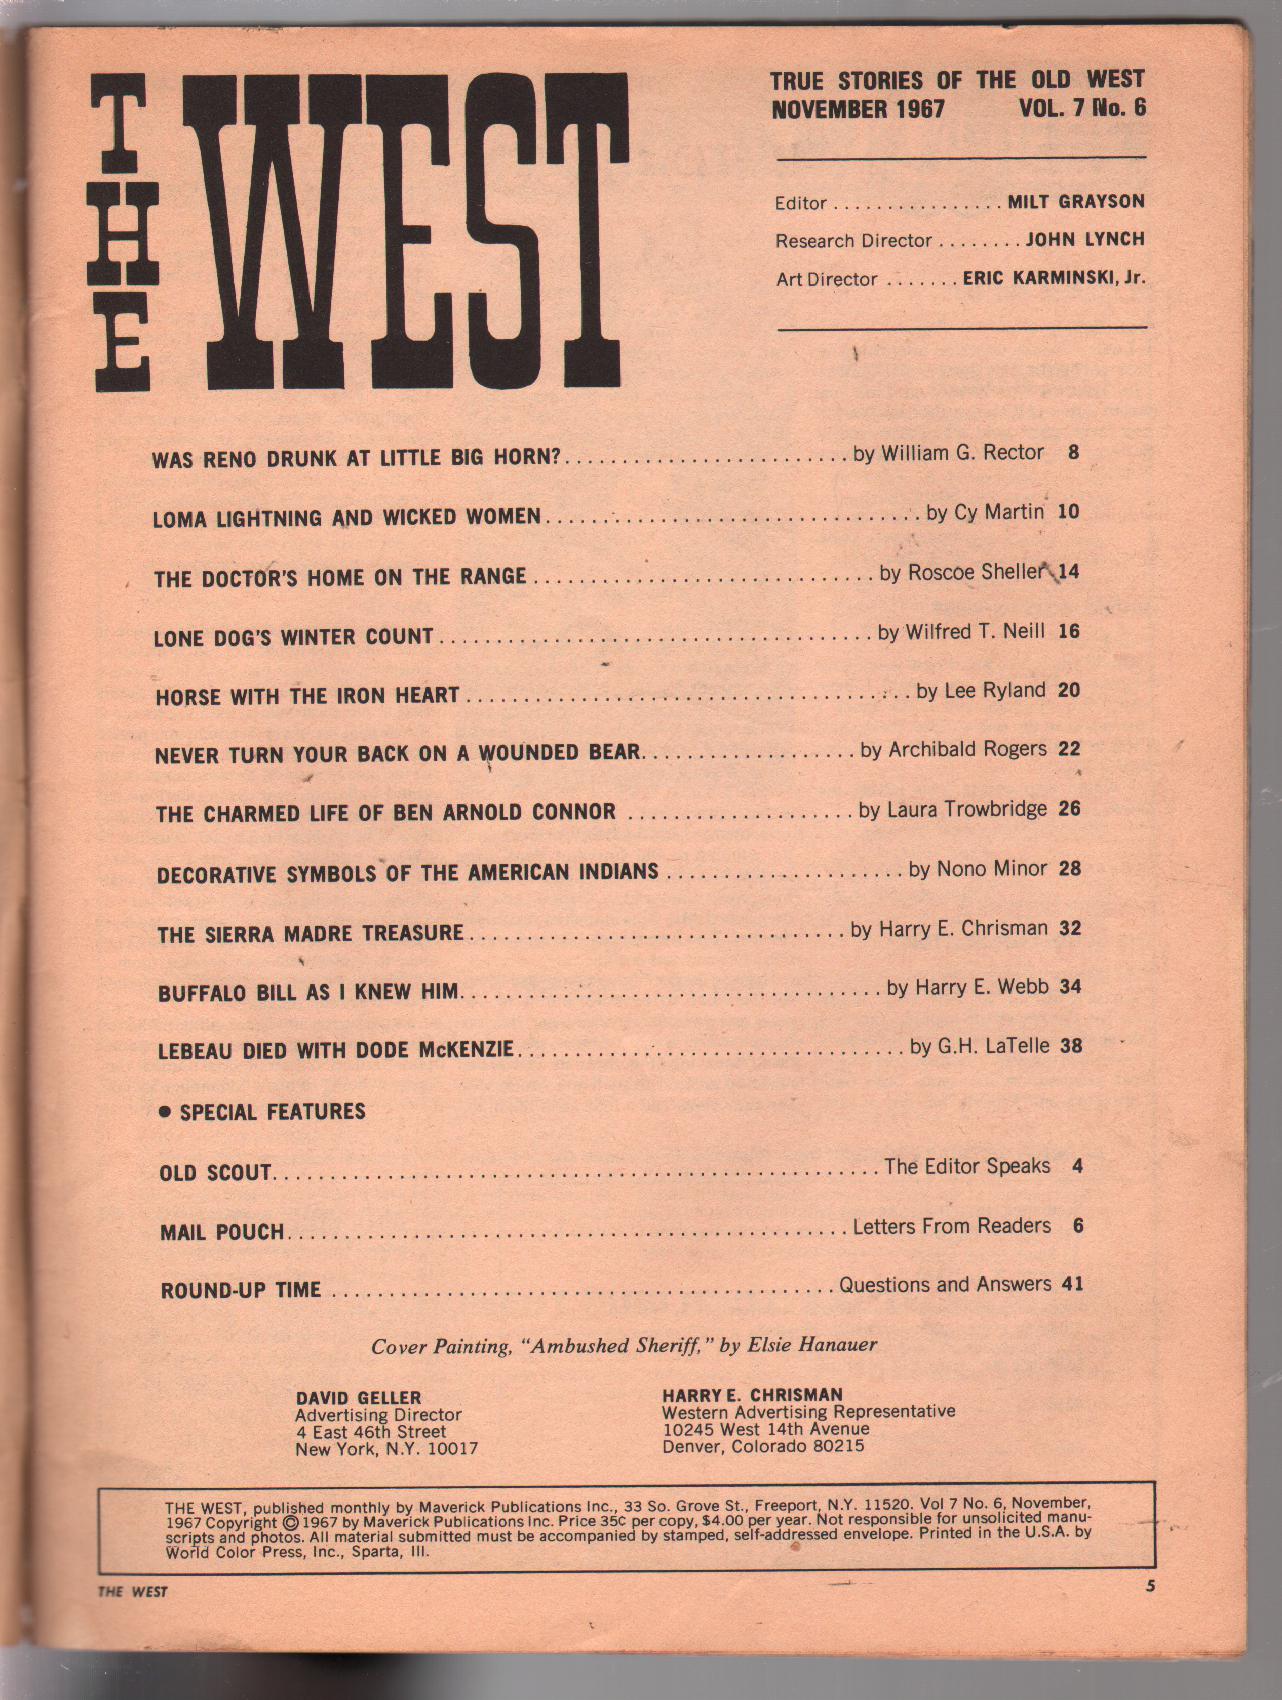 THE WEST
TRUE STORIES OF THE OLD WEST
NOVEMBER 1967 VOL. 7 No. 6
Editor ................ MILT GRAYSON
Research Director ........ JOHN LYNCH
Art Director ....... ERIC KARMINSKI, Jr.
WAS RENO DRUNK AT LITTLE BIG HORN?......................... by William G. Rector 8
LOMA LIGHTNING AND WICKED WOMEN................................. by Cy Martin 10
THE DOCTOR'S HOME ON THE RANGE .............................. by Roscoe Sheller 14
LONE DOG'S WINTER COUNT...................................... by Wilfred T. Neill 16
HORSE WITH THE IRON HEART ....................................... by Lee Ryland 20
NEVER TURN YOUR BACK ON A WOUNDED BEAR................... by Archibald Rogers 22
THE CHARMED LIFE OF BEN ARNOLD CONNOR .................... by Laura Trowbridge 26
DECORATIVE SYMBOLS OF THE AMERICAN INDIANS ..................... by Nono Minor 28
THE SIERRA MADRE TREASURE................................. by Harry E. Chrisman 32
BUFFALO BILL AS I KNEW HIM..................................... by Harry E. Webb 34
LEBEAU DIED WITH DODE McKENZIE.................................. by G.H. LaTelle 38
● SPECIAL FEATURES
OLD SCOUT..................................................... The Editor Speaks 4
MAIL POUCH................................................. Letters From Readers 6
ROUND-UP TIME ............................................ Questions and Answers 41
Cover Painting, "Ambushed Sheriff," by Elsie Hanauer
DAVID GELLER
Advertising Director
4 East 46th Street
New York, N.Y. 10017
HARRY E. CHRISMAN
Western Advertising Representative
10245 West 14th Avenue
Denver, Colorado 80215
THE WEST, published monthly by Maverick Publications Inc., 33 So. Grove St., Freeport, N.Y. 11520. Vol 7 No. 6, November,
1967 Copyright © 1967 by Maverick Publications Inc. Price 35c per copy, $4.00 per year. Not responsible for unsolicited manu-
scripts and photos. All material submitted must be accompanied by stamped, self-addressed envelope. Printed in the U.S.A. by
World Color Press, Inc., Sparta, Ill.
THE WEST 5